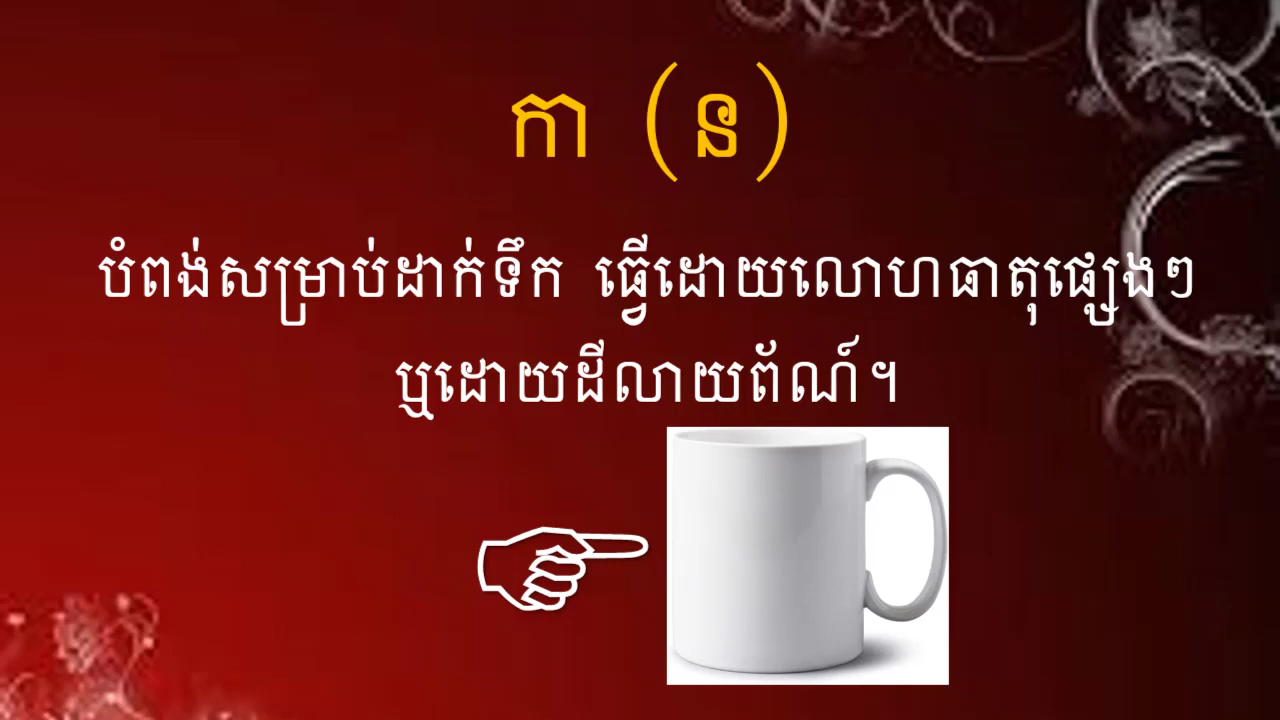 កា (ន)
បំពង់សម្រាប់ដាក់ទឹក ធ្វើដោយលោហធាតុផ្សេងៗ
ឬដោយដីលាយព័ណ៍។